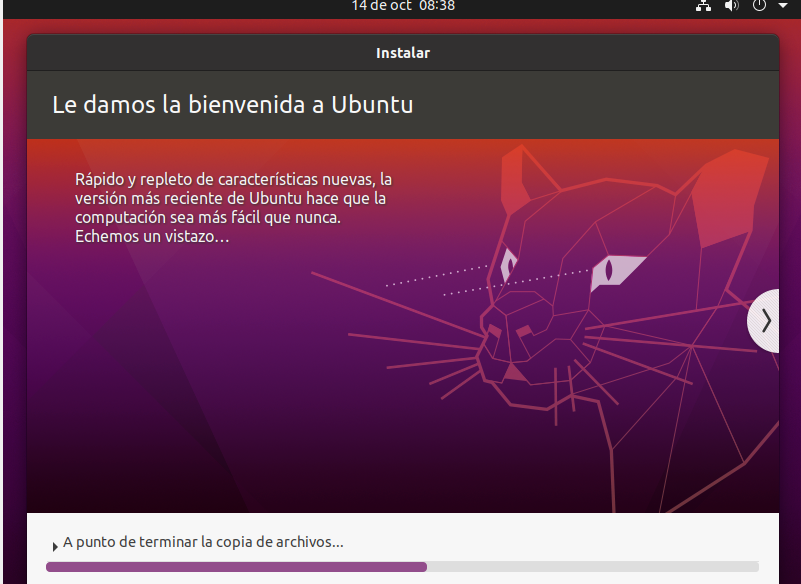 14 de oct 08:38
Instalar
Le damos la bienvenida a Ubuntu
Rápido y repleto de características nuevas, la
versión más reciente de Ubuntu hace que la
computación sea más fácil que nunca.
Echemos un vistazo…
A punto de terminar la copia de archivos...